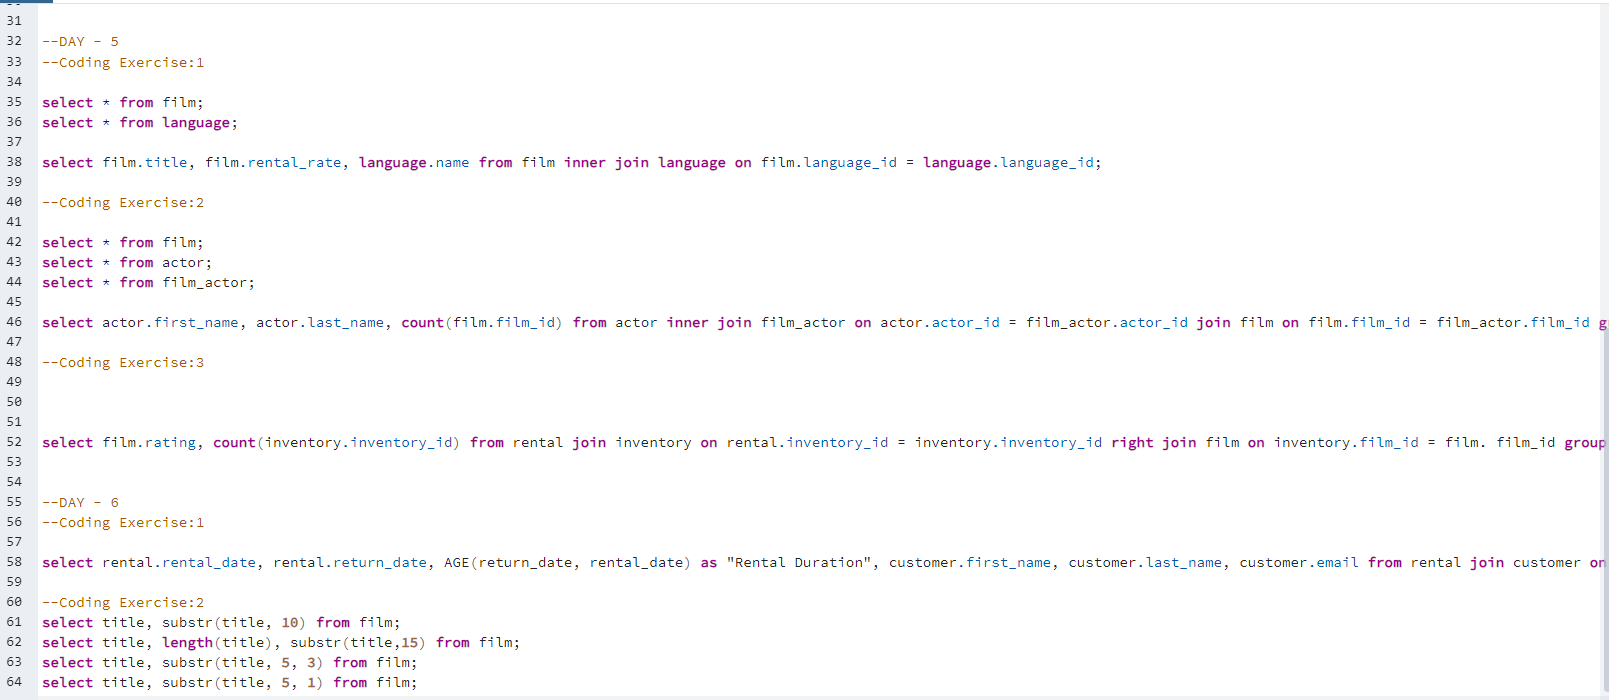 31
32 --DAY - 5
33 --Coding Exercise:1
34
35 select * from film;
36 select * from language;
37
38 select film.title, film.rental_rate, language.name from film inner join language on film.language_id = language.language_id;
39
40 --Coding Exercise:2
41
42 select * from film;
43 select * from actor;
44 select * from film_actor;
45
46 select actor.first_name, actor.last_name, count(film.film_id) from actor inner join film_actor on actor.actor_id = film_actor.actor_id join film on film.film_id = film_actor.film_id g
47
48 --Coding Exercise:3
49
50
51
52 select film.rating, count(inventory.inventory_id) from rental join inventory on rental.inventory_id = inventory.inventory_id right join film on inventory.film_id = film. film_id group
53
54
55 --DAY - 6
56 --Coding Exercise:1
57
58 select rental.rental_date, rental.return_date, AGE(return_date, rental_date) as "Rental Duration", customer.first_name, customer.last_name, customer.email from rental join customer on
59
60 --Coding Exercise:2
61 select title, substr(title, 10) from film;
62 select title, length(title), substr(title,15) from film;
63 select title, substr(title, 5, 3) from film;
64 select title, substr(title, 5, 1) from film;